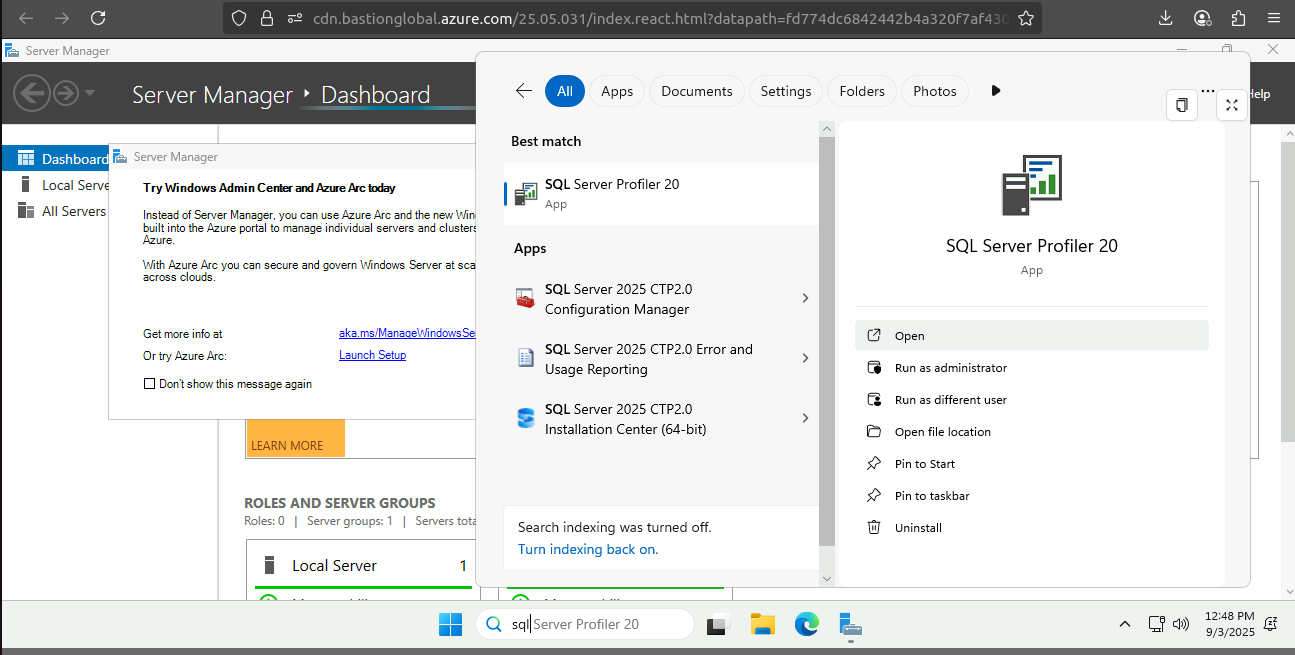 cdn.bastionglobal.azure.com/25.05.031/index.react.html?datapath=fd774dc6842442b4a320f7af430
Server Manager
Server Manager
Dashboard
Help
Dashboard
Local Serve
All Servers
Server Manager
Try Windows Admin Center and Azure Arc today
Instead of Server Manager, you can use Azure Arc and the new Win
built into the Azure portal to manage individual servers and clusters
Azure.
With Azure Arc you can secure and govern Windows Server at sca
across clouds.
Get more info at
aka.ms/ManageWindowsSe
Or try Azure Arc:
Launch Setup
Don't show this message again
LEARN MORE
ROLES AND SERVER GROUPS
Roles: 0 | Server groups: 1 | Servers tota
Local Server 1
All
Apps
Documents
Settings
Folders
Photos
Best match
SQL Server Profiler 20
App
Apps
SQL Server 2025 CTP2.0
Configuration Manager
SQL Server 2025 CTP2.0 Error and
Usage Reporting
SQL Server 2025 CTP2.0
Installation Center (64-bit)
Search indexing was turned off.
Turn indexing back on.
SQL Server Profiler 20
App
Open
Run as administrator
Run as different user
Open file location
Pin to Start
Pin to taskbar
Uninstall
sql Server Profiler 20
12:48 PM
9/3/2025